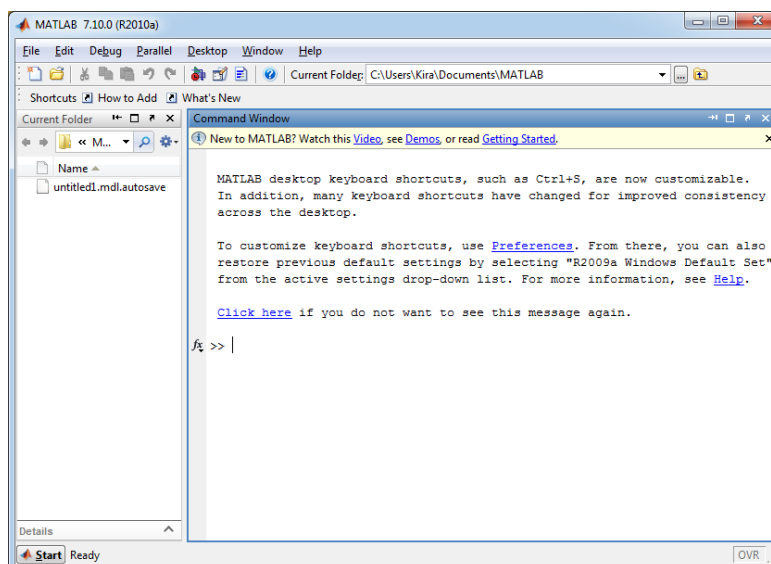 MATLAB 7.10.0 (R2010a)
File Edit Debug Parallel Desktop Window Help
Current Folder: C:\Users\Kira\Documents\MATLAB
Shortcuts How to Add What's New
Current Folder
« M...
Name
untitled1.mdl.autosave
Details
Command Window
New to MATLAB? Watch this Video, see Demos, or read Getting Started.
MATLAB desktop keyboard shortcuts, such as Ctrl+S, are now customizable.
In addition, many keyboard shortcuts have changed for improved consistency
across the desktop.
To customize keyboard shortcuts, use Preferences. From there, you can also
restore previous default settings by selecting "R2009a Windows Default Set"
from the active settings drop-down list. For more information, see Help.
Click here if you do not want to see this message again.
fx >>
Start Ready
OVR